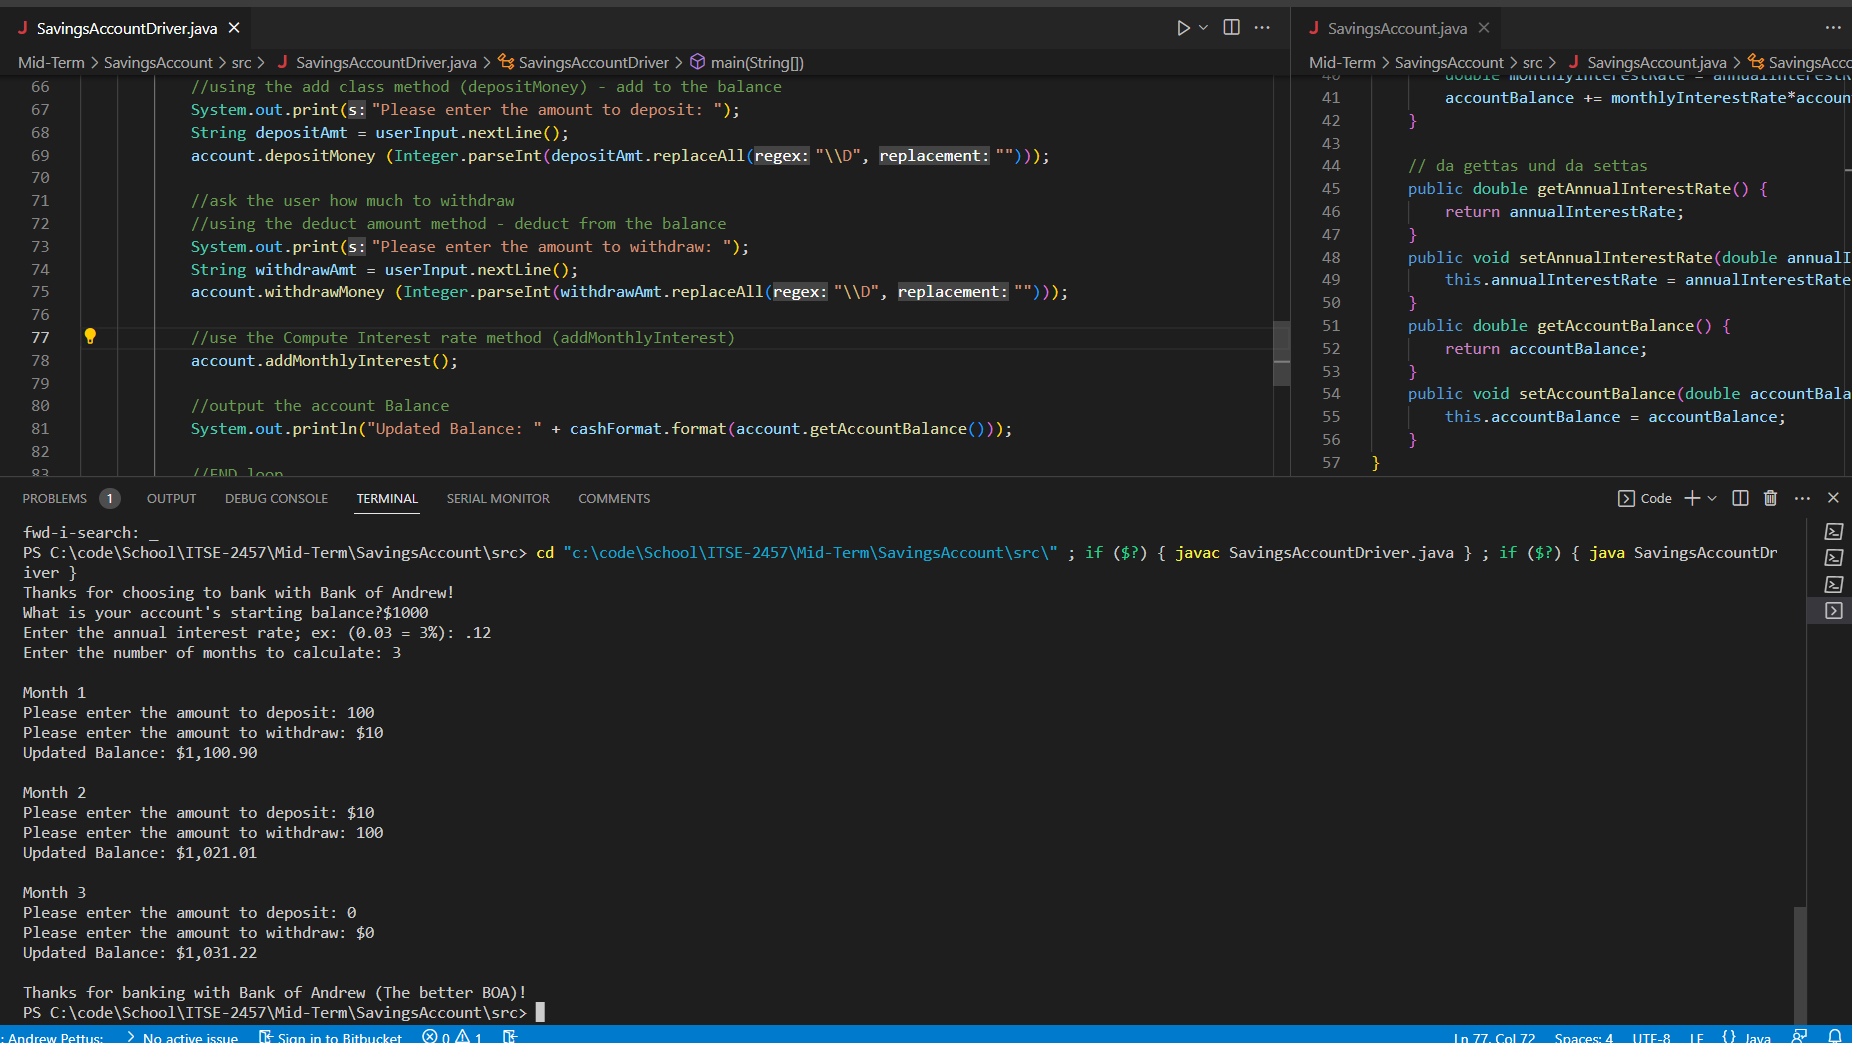 SavingsAccountDriver.java
Mid-Term > SavingsAccount > src > J SavingsAccountDriver.java > SavingsAccountDriver > main(String[])
66 //using the add class method (depositMoney) - add to the balance
67 System.out.print(s: "Please enter the amount to deposit: ");
68 String depositAmt = userInput.nextLine();
69 account.depositMoney (Integer.parseInt(depositAmt.replaceAll(regex: "\\D", replacement: "")));
70
71 //ask the user how much to withdraw
72 //using the deduct amount method - deduct from the balance
73 System.out.print(s: "Please enter the amount to withdraw: ");
74 String withdrawAmt = userInput.nextLine();
75 account.withdrawMoney (Integer.parseInt(withdrawAmt.replaceAll(regex: "\\D", replacement: "")));
76
77 //use the Compute Interest rate method (addMonthlyInterest)
78 account.addMonthlyInterest();
79
80 //output the account Balance
81 System.out.println("Updated Balance: " + cashFormat.format(account.getAccountBalance()));
82
83 //END loop
J SavingsAccount.java
Mid-Term > SavingsAccount > src > J SavingsAccount.java > SavingsAcco
40 double monthlyInterestRate = annualInterestR
41 accountBalance += monthlyInterestRate*accoun
42 }
43
44 // da gettas und da settas
45 public double getAnnualInterestRate() {
46 return annualInterestRate;
47 }
48 public void setAnnualInterestRate(double annualI
49 this.annualInterestRate = annualInterestRate
50 }
51 public double getAccountBalance() {
52 return accountBalance;
53 }
54 public void setAccountBalance(double accountBala
55 this.accountBalance = accountBalance;
56 }
57 }
PROBLEMS 1 OUTPUT DEBUG CONSOLE TERMINAL SERIAL MONITOR COMMENTS Code
fwd-i-search: _
PS C:\code\School\ITSE-2457\Mid-Term\SavingsAccount\src> cd "c:\code\School\ITSE-2457\Mid-Term\SavingsAccount\src\" ; if ($?) { javac SavingsAccountDriver.java } ; if ($?) { java SavingsAccountDr
iver }
Thanks for choosing to bank with Bank of Andrew!
What is your account's starting balance?$1000
Enter the annual interest rate; ex: (0.03 = 3%): .12
Enter the number of months to calculate: 3
Month 1
Please enter the amount to deposit: 100
Please enter the amount to withdraw: $10
Updated Balance: $1,100.90
Month 2
Please enter the amount to deposit: $10
Please enter the amount to withdraw: 100
Updated Balance: $1,021.01
Month 3
Please enter the amount to deposit: 0
Please enter the amount to withdraw: $0
Updated Balance: $1,031.22
Thanks for banking with Bank of Andrew (The better BOA)!
PS C:\code\School\ITSE-2457\Mid-Term\SavingsAccount\src>
: Andrew Pettus: > No active issue Sign in to Bitbucket 0 1 Ln 77, Col 72 Spaces: 4 UTF-8 LF {} Java